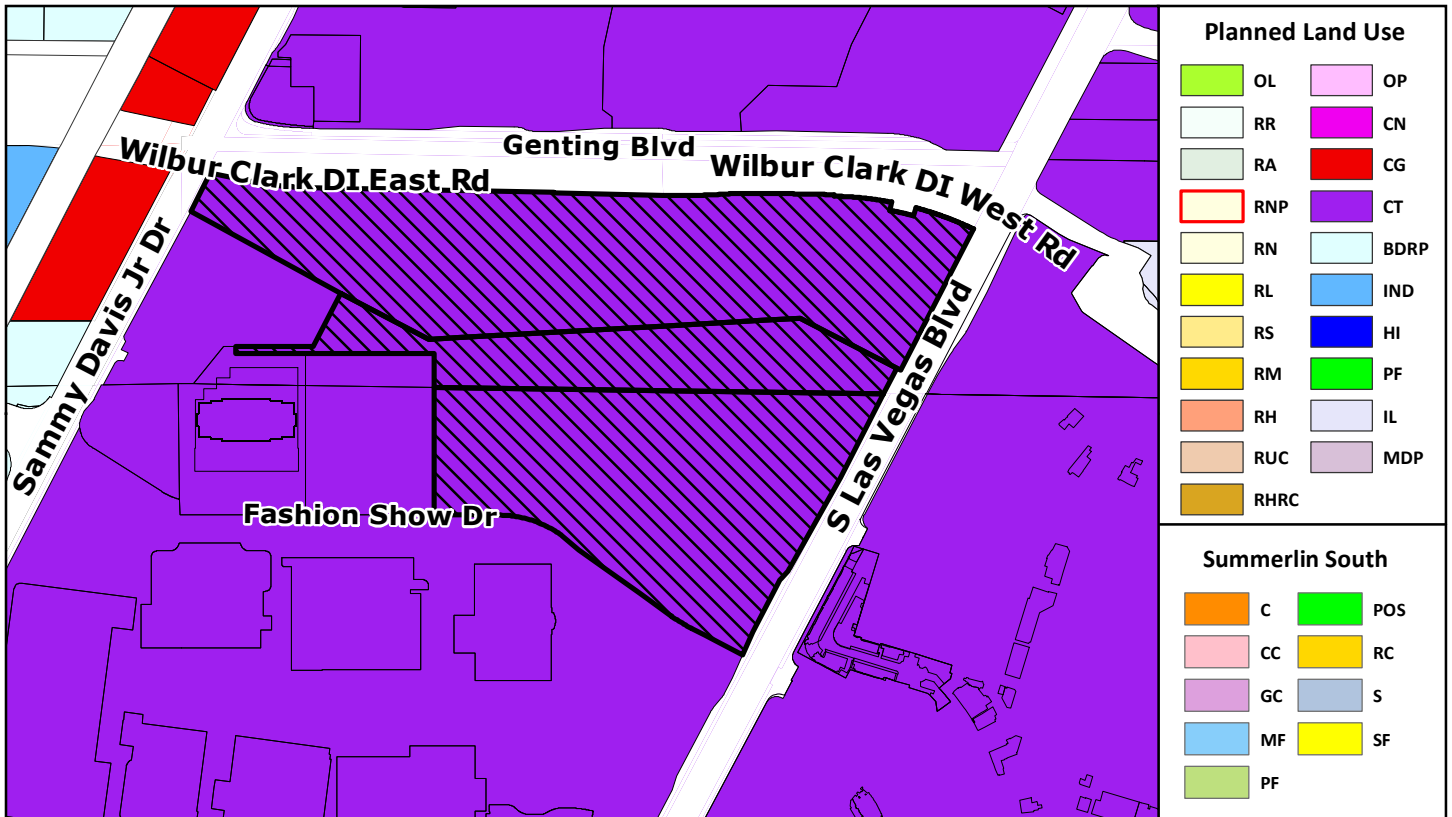 Genting Blvd
Wilbur Clark DI East Rd
Wilbur Clark DI West Rd
Sammy Davis Jr Dr
S Las Vegas Blvd
Fashion Show Dr
Planned Land Use
OL
OP
RR
CN
RA
CG
RNP
CT
RN
BDRP
RL
IND
RS
HI
RM
PF
RH
IL
RUC
MDP
RHRC
Summerlin South
C
POS
CC
RC
GC
S
MF
SF
PF